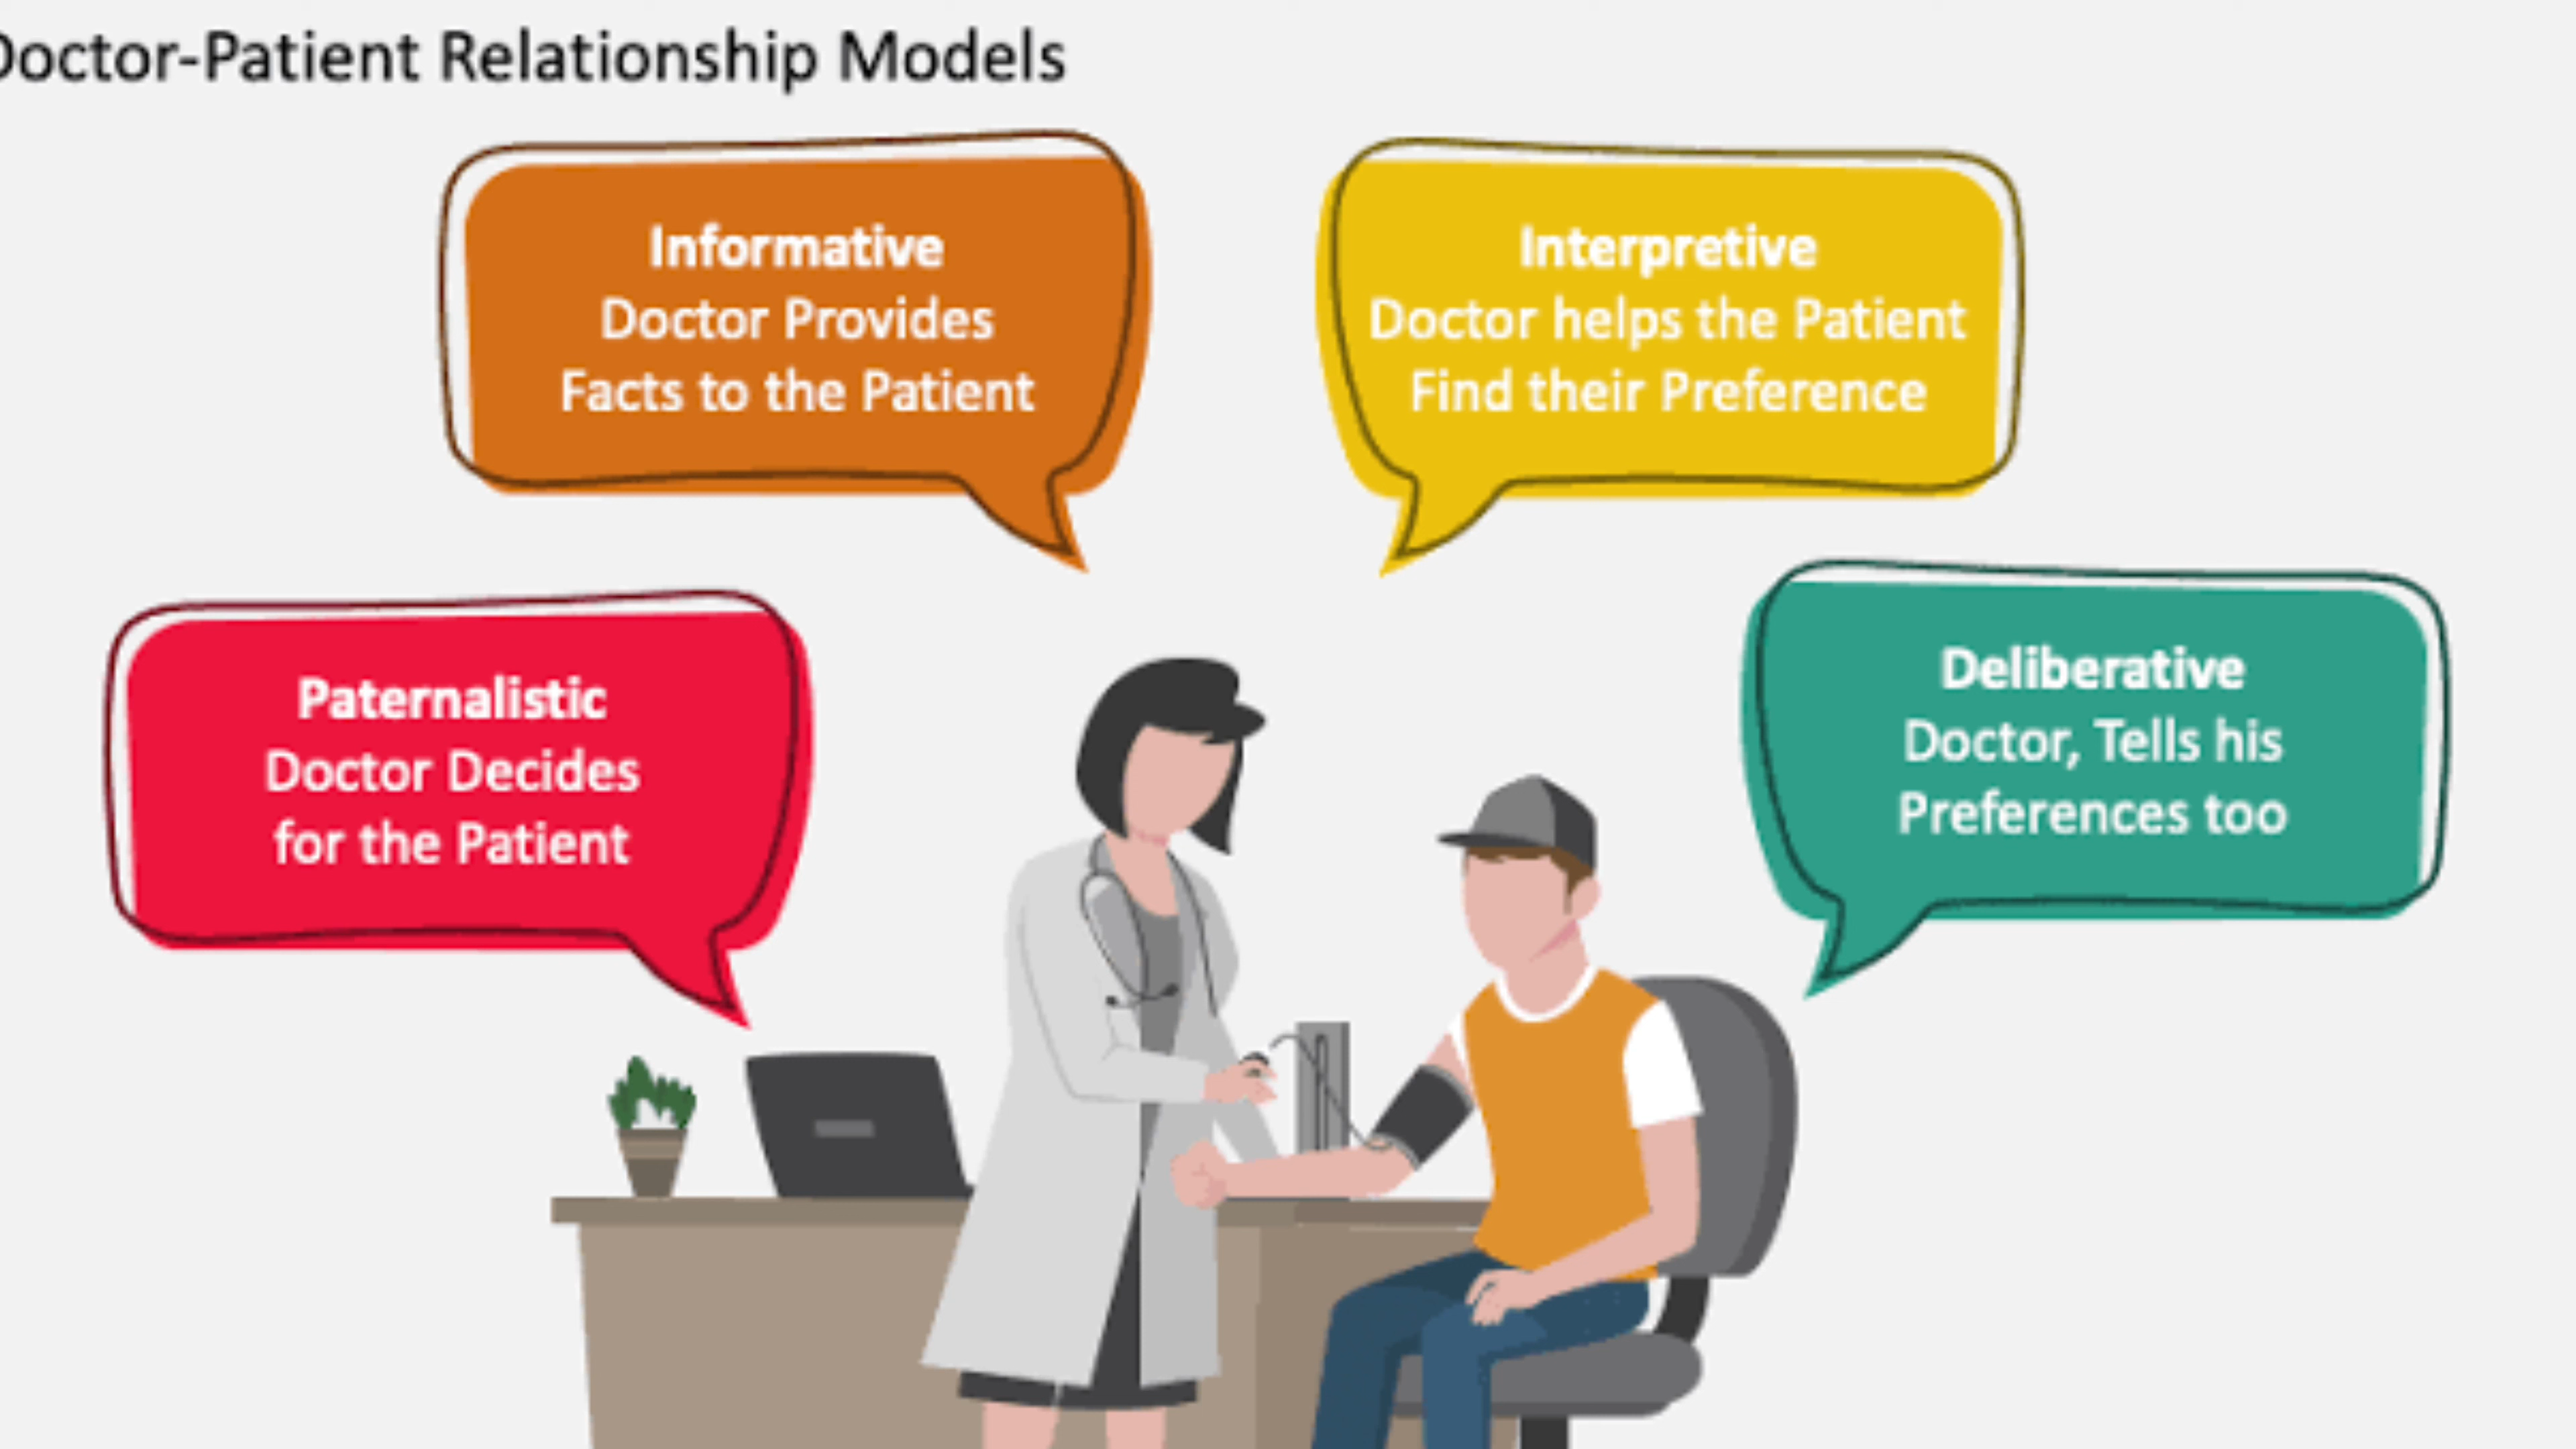 Doctor-Patient Relationship Models
Informative
Doctor Provides
Facts to the Patient
Interpretive
Doctor helps the Patient
Find their Preference
Paternalistic
Doctor Decides
for the Patient
Deliberative
Doctor, Tells his
Preferences too